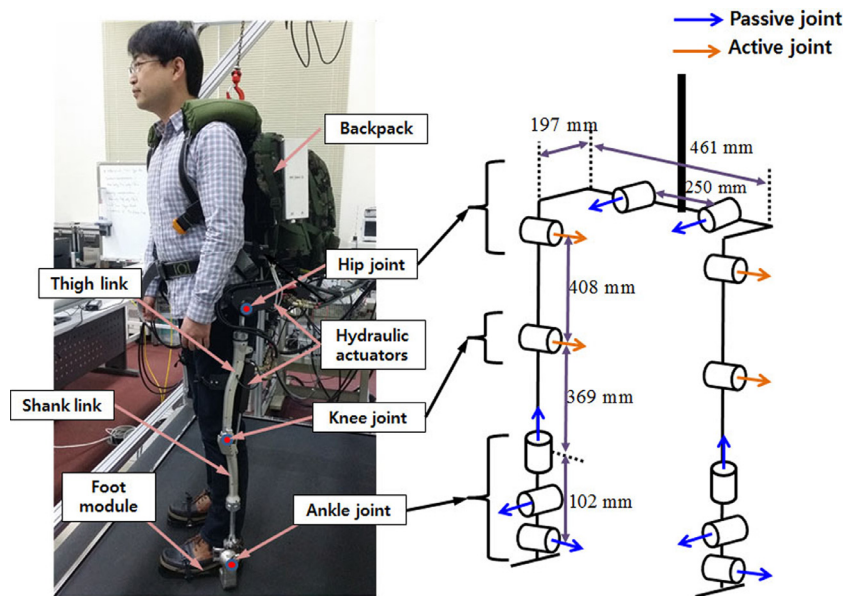 Passive joint
Active joint
Backpack
197 mm
461 mm
250 mm
Hip joint
Thigh link
408 mm
Hydraulic
actuators
Shank link
Knee joint
369 mm
Foot
module
Ankle joint
102 mm